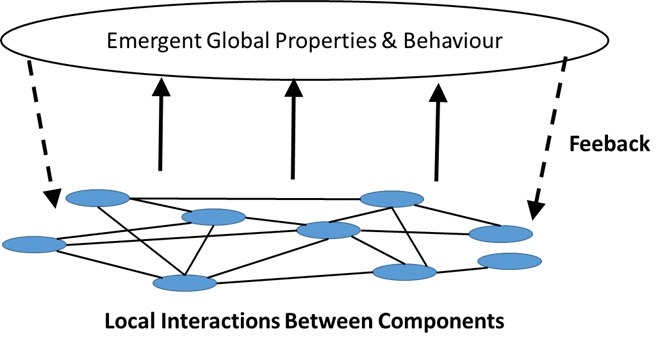 Emergent Global Properties & Behaviour
Feeback
Local Interactions Between Components